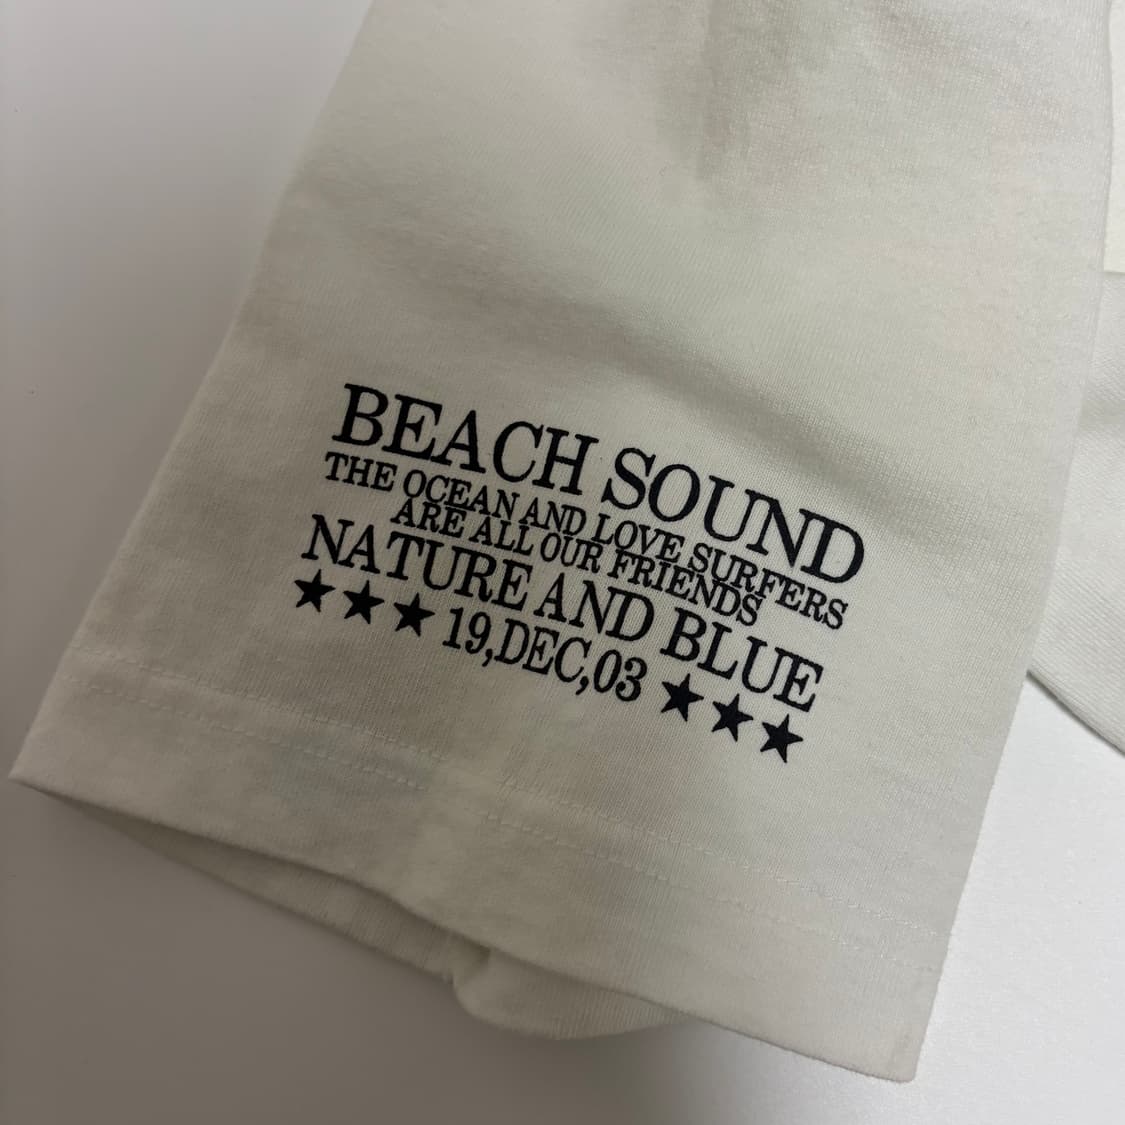 BEACH SOUND
THE OCEAN AND LOVE SURFERS
ARE ALL OUR FRIENDS
NATURE AND BLUE
★★★ 19,DEC,03 ★★★